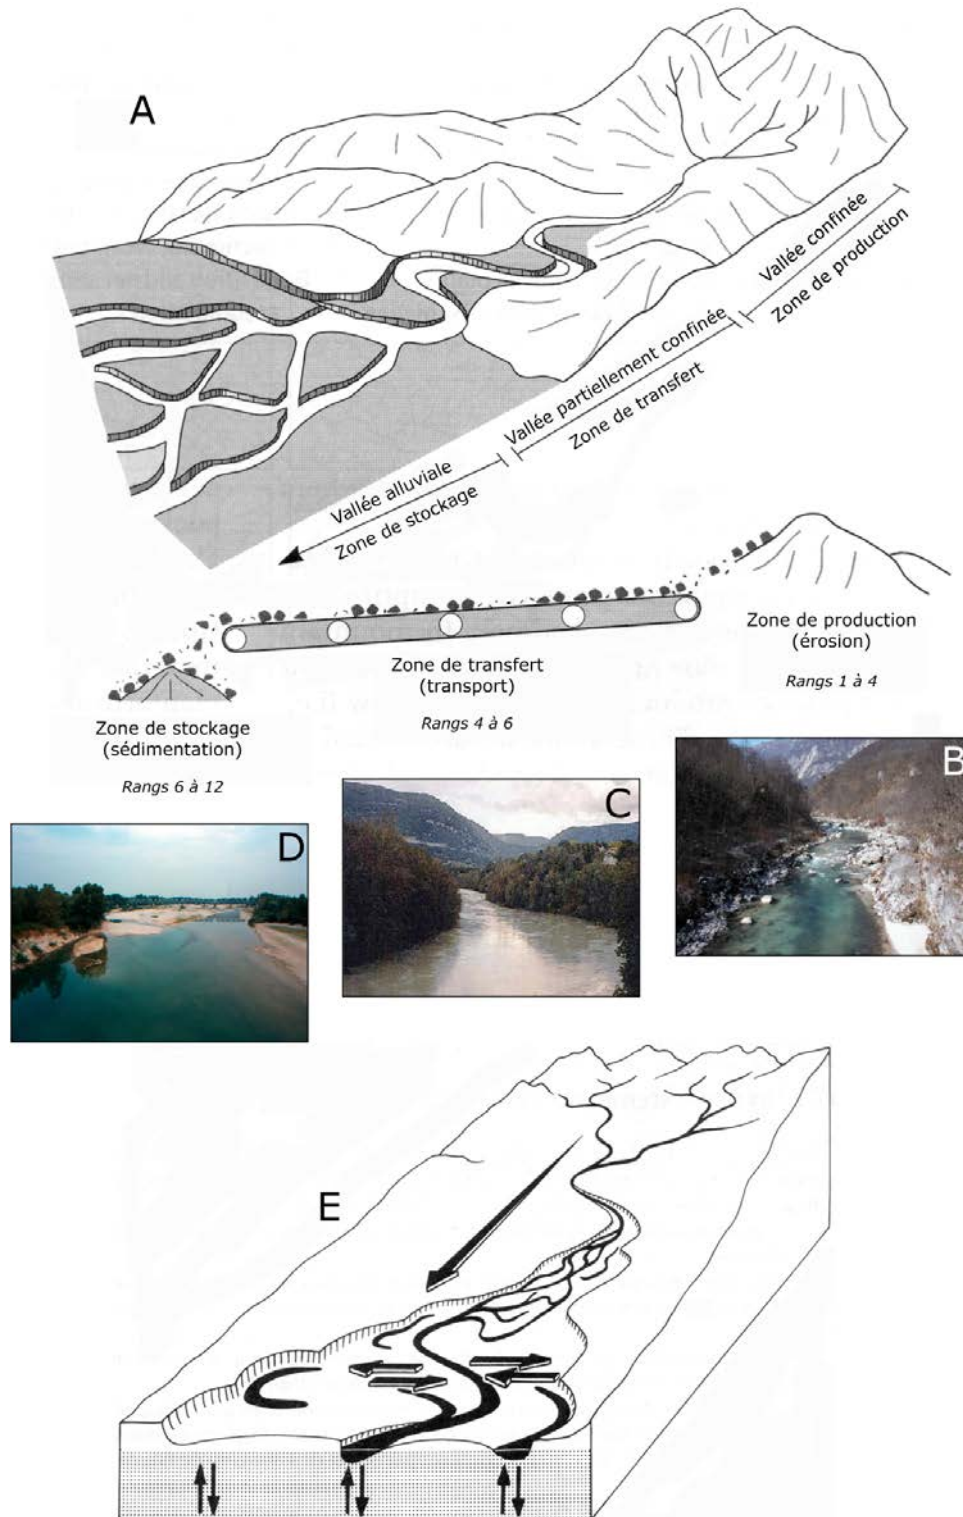 A
Vallée confinée
Zone de production
Vallée partiellement confinée
Zone de transfert
Vallée alluviale
Zone de stockage
Zone de production
(érosion)
Rangs 1 à 4
Zone de transfert
(transport)
Rangs 4 à 6
Zone de stockage
(sédimentation)
Rangs 6 à 12
B
C
D
E